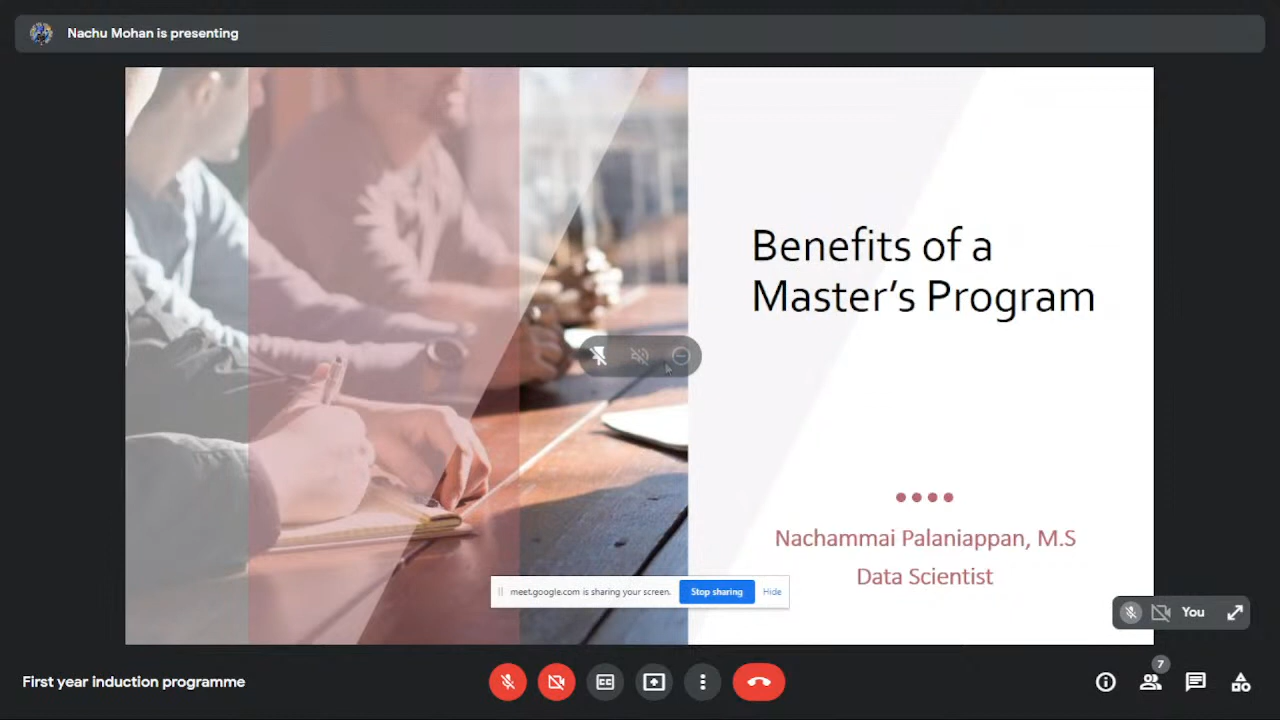 Nachu Mohan is presenting
Benefits of a
Master's Program
Nachammai Palaniappan, M.S
Data Scientist
meet.google.com is sharing your screen.
Stop sharing
Hide
You
First year induction programme
CC
7